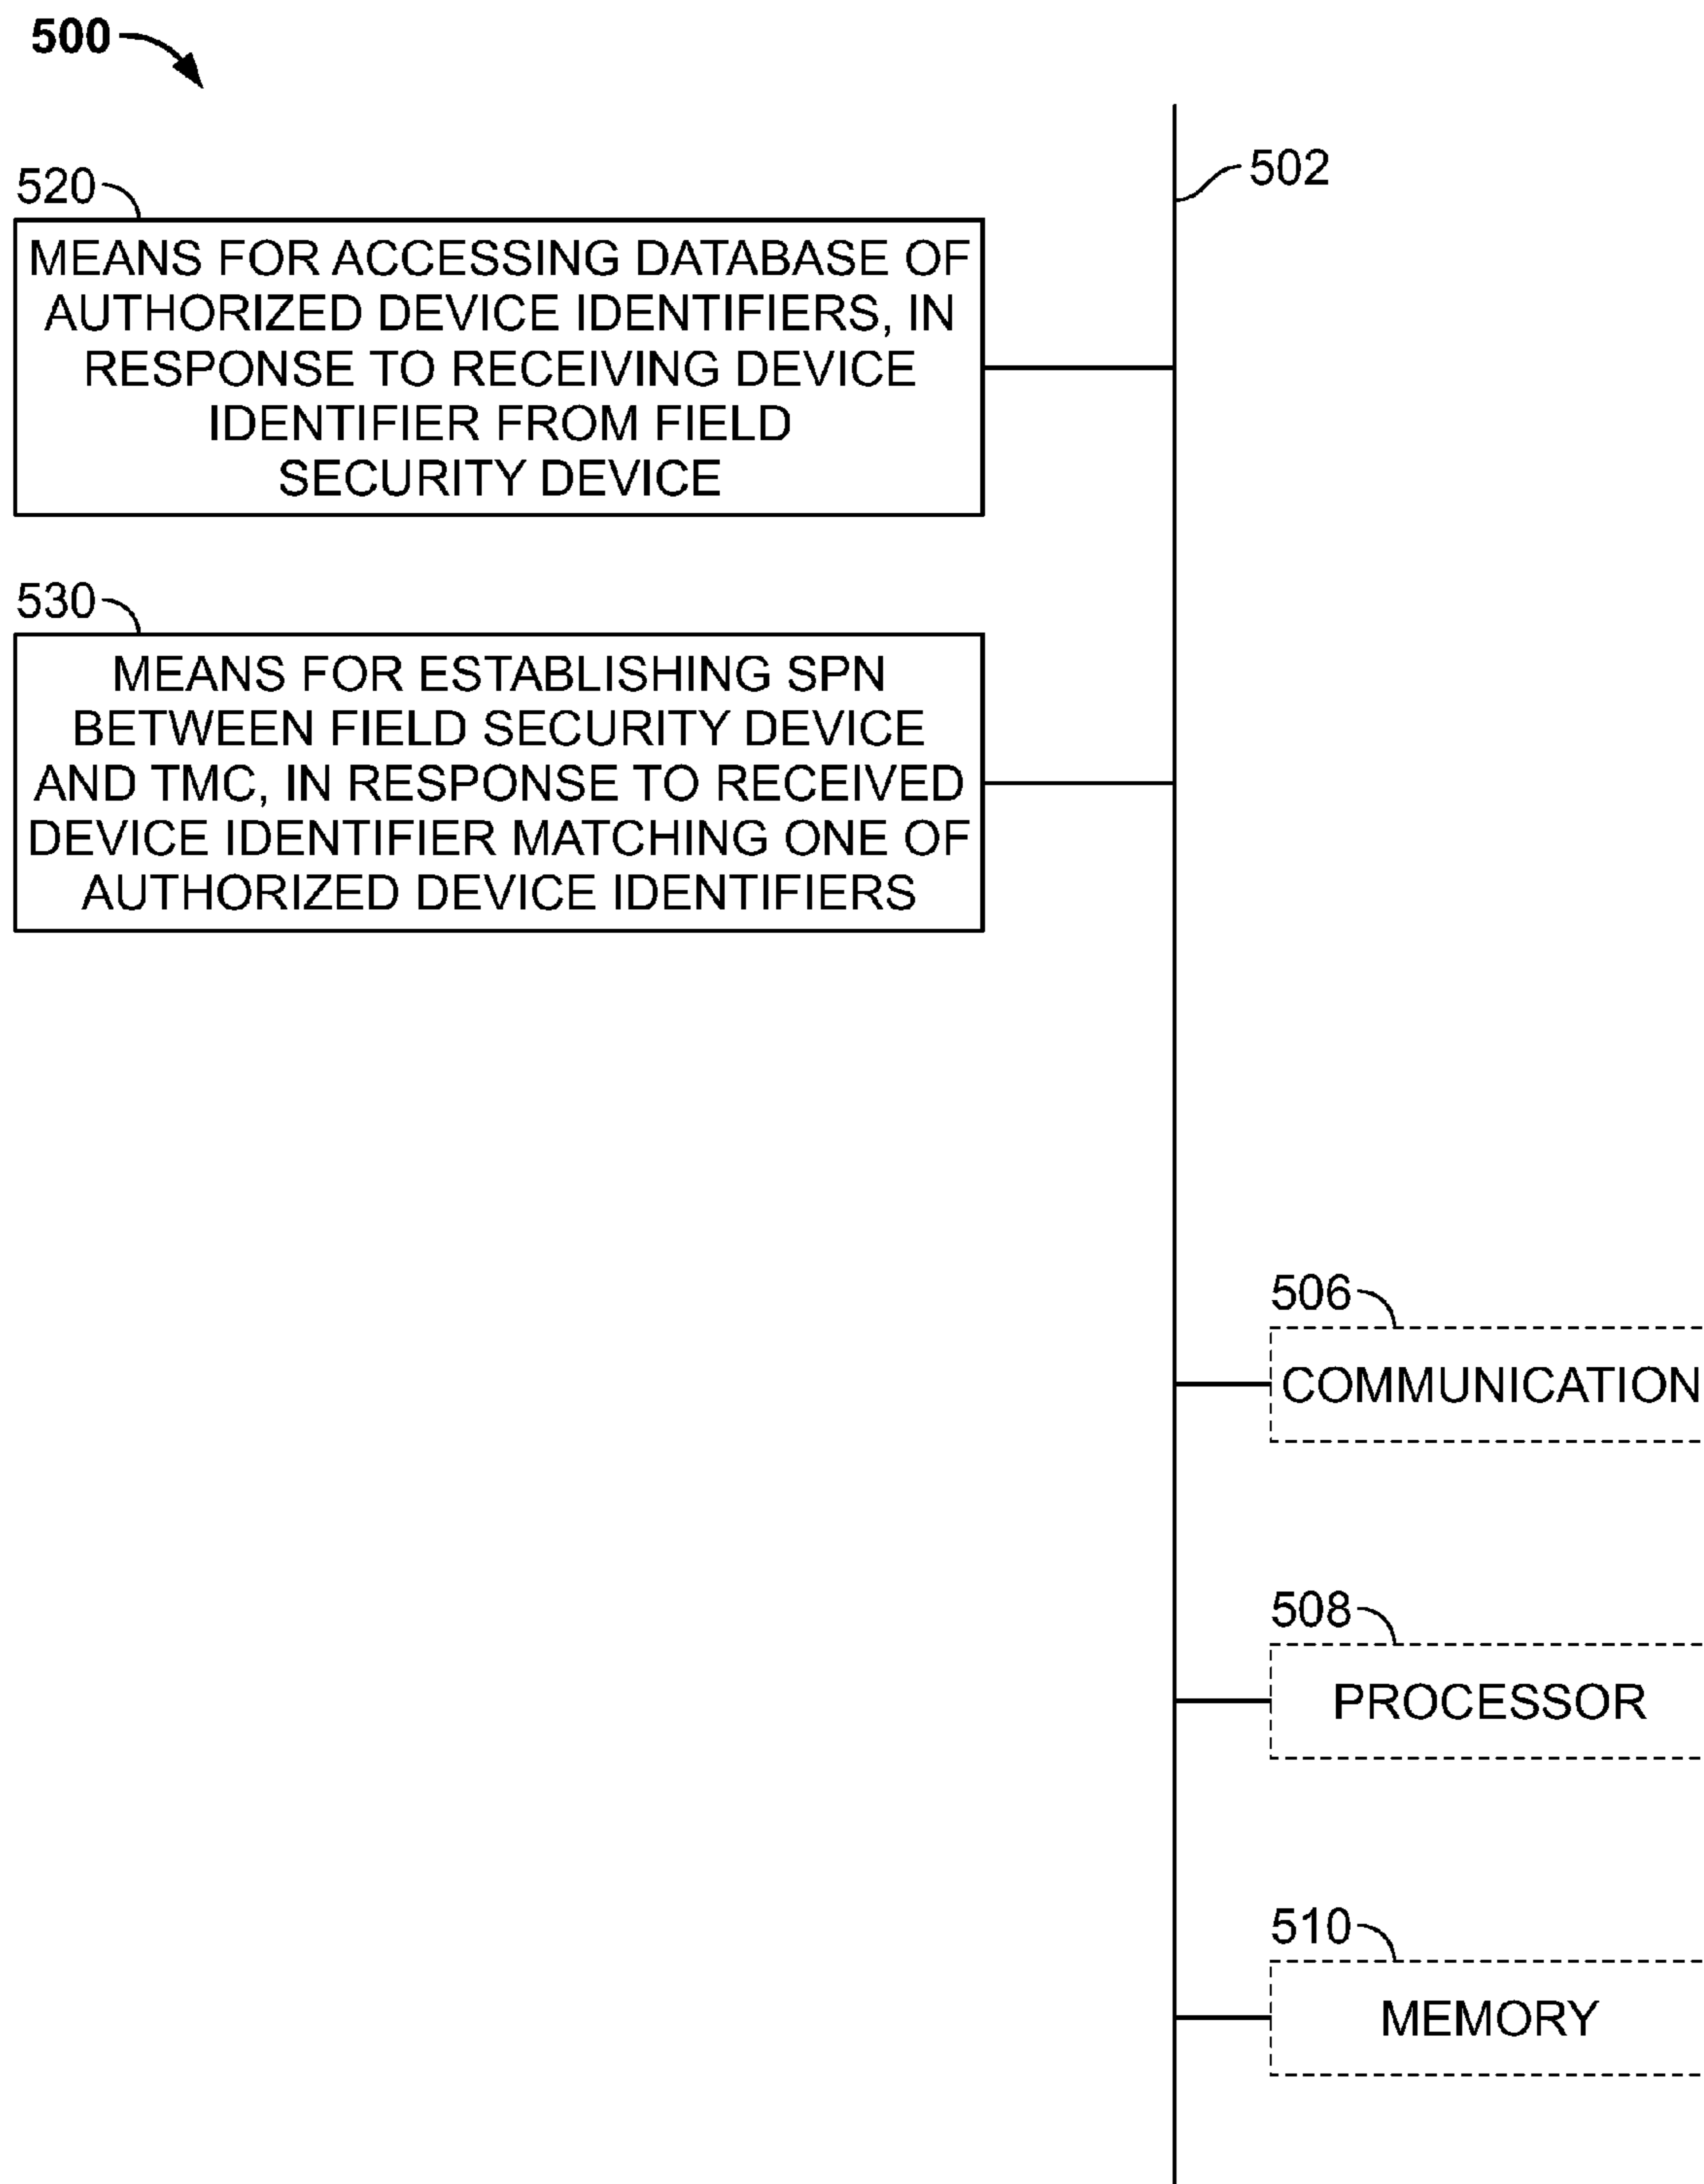 500
502
520
MEANS FOR ACCESSING DATABASE OF
AUTHORIZED DEVICE IDENTIFIERS, IN
RESPONSE TO RECEIVING DEVICE
IDENTIFIER FROM FIELD
SECURITY DEVICE
530
MEANS FOR ESTABLISHING SPN
BETWEEN FIELD SECURITY DEVICE
AND TMC, IN RESPONSE TO RECEIVED
DEVICE IDENTIFIER MATCHING ONE OF
AUTHORIZED DEVICE IDENTIFIERS
506
COMMUNICATION
508
PROCESSOR
510
MEMORY